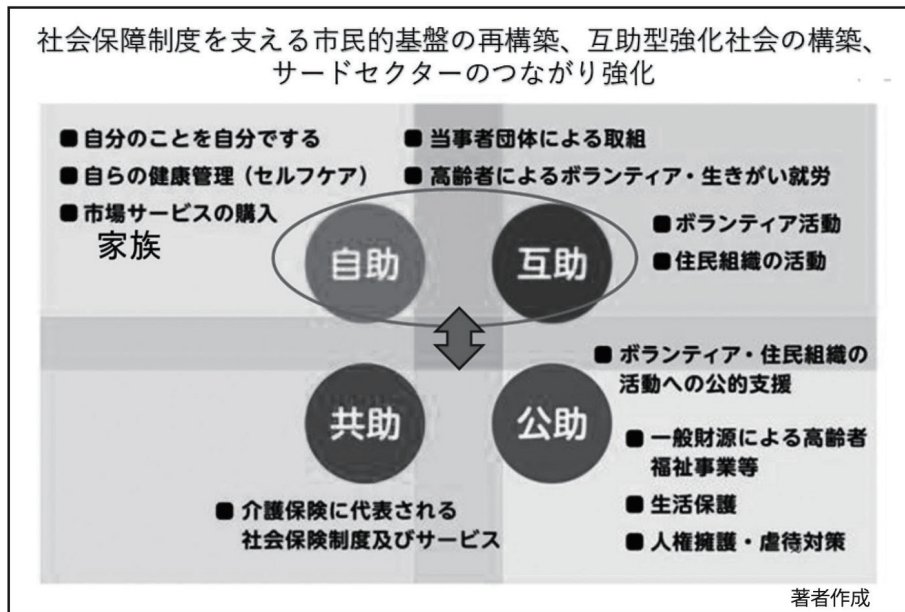 社会保障制度を支える市民的基盤の再構築、互助型強化社会の構築、
サードセクターのつながり強化
■ 自分のことを自分でする
■ 自らの健康管理（セルフケア）
■ 市場サービスの購入
家族
■ 当事者団体による取組
■ 高齢者によるボランティア・生きがい就労
■ ボランティア活動
■ 住民組織の活動
自助
互助
共助
公助
■ 介護保険に代表される
社会保険制度及びサービス
■ ボランティア・住民組織の
活動への公的支援
■ 一般財源による高齢者
福祉事業等
■ 生活保護
■ 人権擁護・虐待対策
著者作成